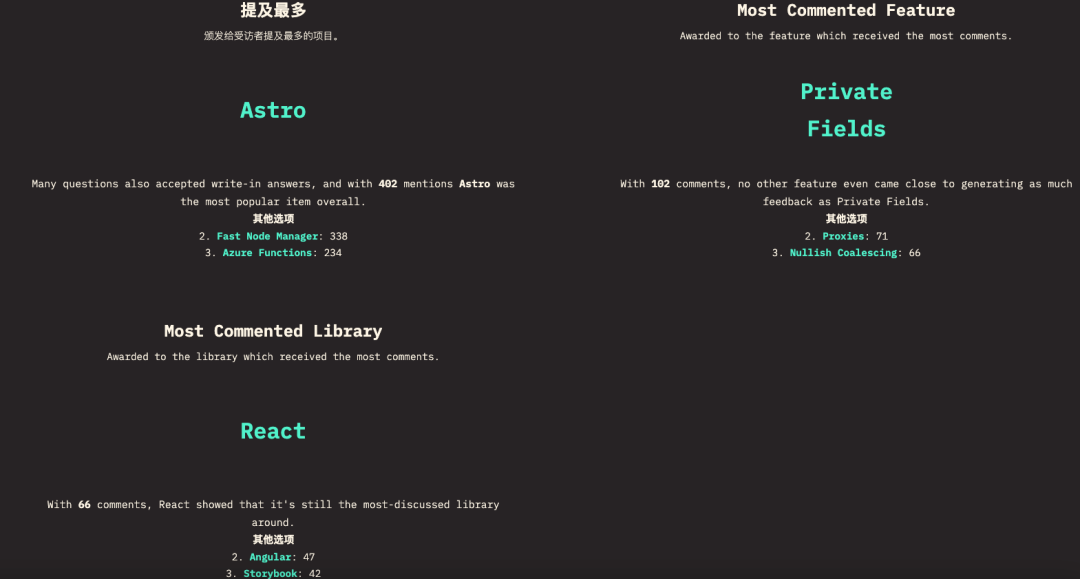 提及最多
颁发给受访者提及最多的项目。
Astro
Many questions also accepted write-in answers, and with 402 mentions Astro was
the most popular item overall.
其他选项
2. Fast Node Manager: 338
3. Azure Functions: 234
Most Commented Feature
Awarded to the feature which received the most comments.
Private
Fields
With 102 comments, no other feature even came close to generating as much
feedback as Private Fields.
其他选项
2. Proxies: 71
3. Nullish Coalescing: 66
Most Commented Library
Awarded to the library which received the most comments.
React
With 66 comments, React showed that it's still the most-discussed library
around.
其他选项
2. Angular: 47
3. Storybook: 42